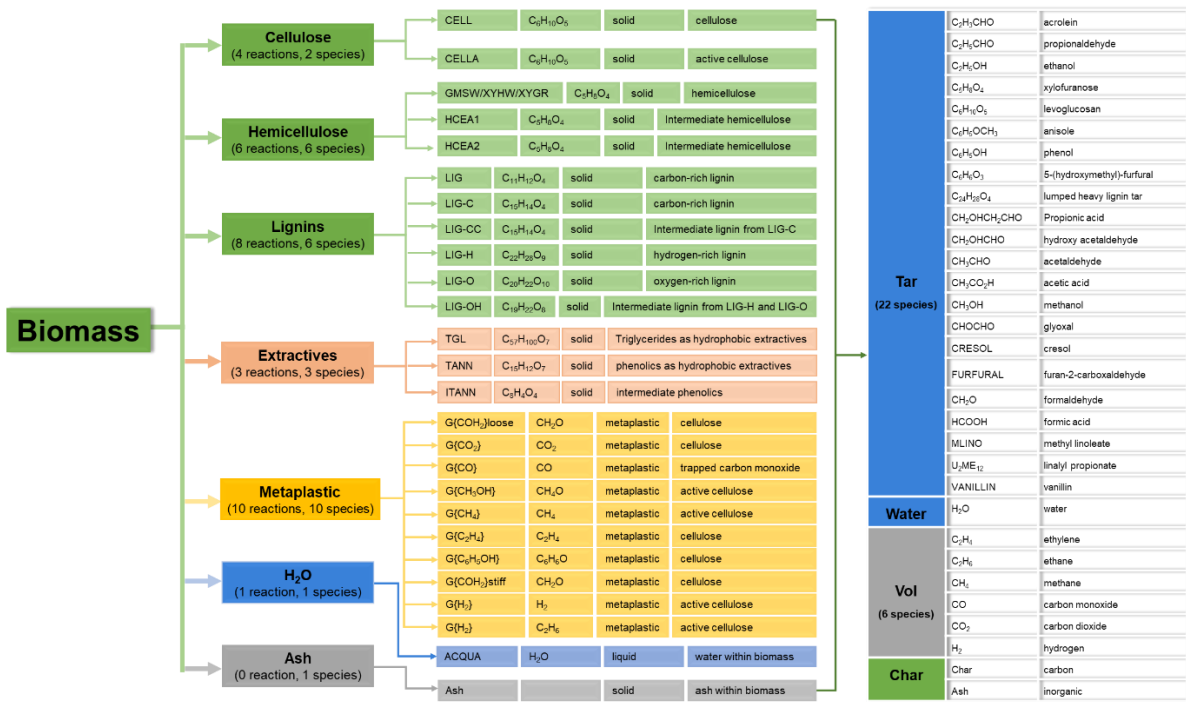 Biomass
Cellulose
(4 reactions, 2 species)
CELL C₆H₁₀O₅ solid cellulose
CELLA C₆H₁₀O₅ solid active cellulose
Hemicellulose
(6 reactions, 6 species)
GMSW/XYHW/XYGR C₅H₈O₄ solid hemicellulose
HCEA1 C₅H₈O₄ solid Intermediate hemicellulose
HCEA2 C₅H₈O₄ solid Intermediate hemicellulose
Lignins
(8 reactions, 6 species)
LIG C₁₁H₁₂O₄ solid carbon-rich lignin
LIG-C C₁₅H₁₄O₄ solid carbon-rich lignin
LIG-CC C₁₅H₁₄O₄ solid Intermediate lignin from LIG-C
LIG-H C₂₂H₂₈O₉ solid hydrogen-rich lignin
LIG-O C₂₀H₂₂O₁₀ solid oxygen-rich lignin
LIG-OH C₁₉H₂₂O₈ solid Intermediate lignin from LIG-H and LIG-O
Extractives
(3 reactions, 3 species)
TGL C₅₇H₁₀₀O₇ solid Triglycerides as hydrophobic extractives
TANN C₁₅H₁₂O₇ solid phenolics as hydrophobic extractives
ITANN C₈H₄O₄ solid intermediate phenolics
Metaplastic
(10 reactions, 10 species)
G{COH₂}loose CH₂O metaplastic cellulose
G{CO₂} CO₂ metaplastic cellulose
G{CO} CO metaplastic trapped carbon monoxide
G{CH₃OH} CH₄O metaplastic active cellulose
G{CH₄} CH₄ metaplastic active cellulose
G{C₂H₄} C₂H₄ metaplastic cellulose
G{C₆H₅OH} C₆H₆O metaplastic cellulose
G{COH₂}stiff CH₂O metaplastic cellulose
G{H₂} H₂ metaplastic active cellulose
G{H₂} C₂H₆ metaplastic active cellulose
H₂O
(1 reaction, 1 species)
ACQUA H₂O liquid water within biomass
Ash
(0 reaction, 1 species)
Ash solid ash within biomass
Tar
(22 species)
C₂H₃CHO acrolein
C₂H₅CHO propionaldehyde
C₂H₅OH ethanol
C₅H₈O₄ xylofuranose
C₆H₁₀O₅ levoglucosan
C₆H₅OCH₃ anisole
C₆H₅OH phenol
C₆H₆O₃ 5-(hydroxymethyl)-furfural
C₂₄H₂₈O₄ lumped heavy lignin tar
CH₂OHCH₂CHO Propionic acid
CH₂OHCHO hydroxy acetaldehyde
CH₃CHO acetaldehyde
CH₃CO₂H acetic acid
CH₃OH methanol
CHOCHO glyoxal
CRESOL cresol
FURFURAL furan-2-carboxaldehyde
CH₂O formaldehyde
HCOOH formic acid
MLINO methyl linoleate
U₂ME₁₂ linalyl propionate
VANILLIN vanillin
Water
H₂O water
Vol
(6 species)
C₂H₄ ethylene
C₂H₆ ethane
CH₄ methane
CO carbon monoxide
CO₂ carbon dioxide
H₂ hydrogen
Char
Char carbon
Ash inorganic